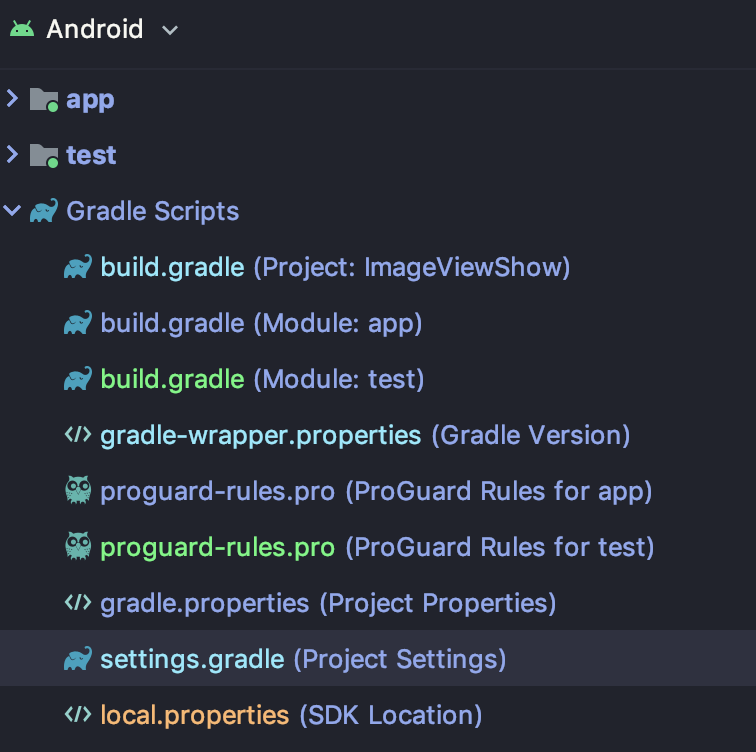 Android
app
test
Gradle Scripts
build.gradle (Project: ImageViewShow)
build.gradle (Module: app)
build.gradle (Module: test)
gradle-wrapper.properties (Gradle Version)
proguard-rules.pro (ProGuard Rules for app)
proguard-rules.pro (ProGuard Rules for test)
gradle.properties (Project Properties)
settings.gradle (Project Settings)
local.properties (SDK Location)